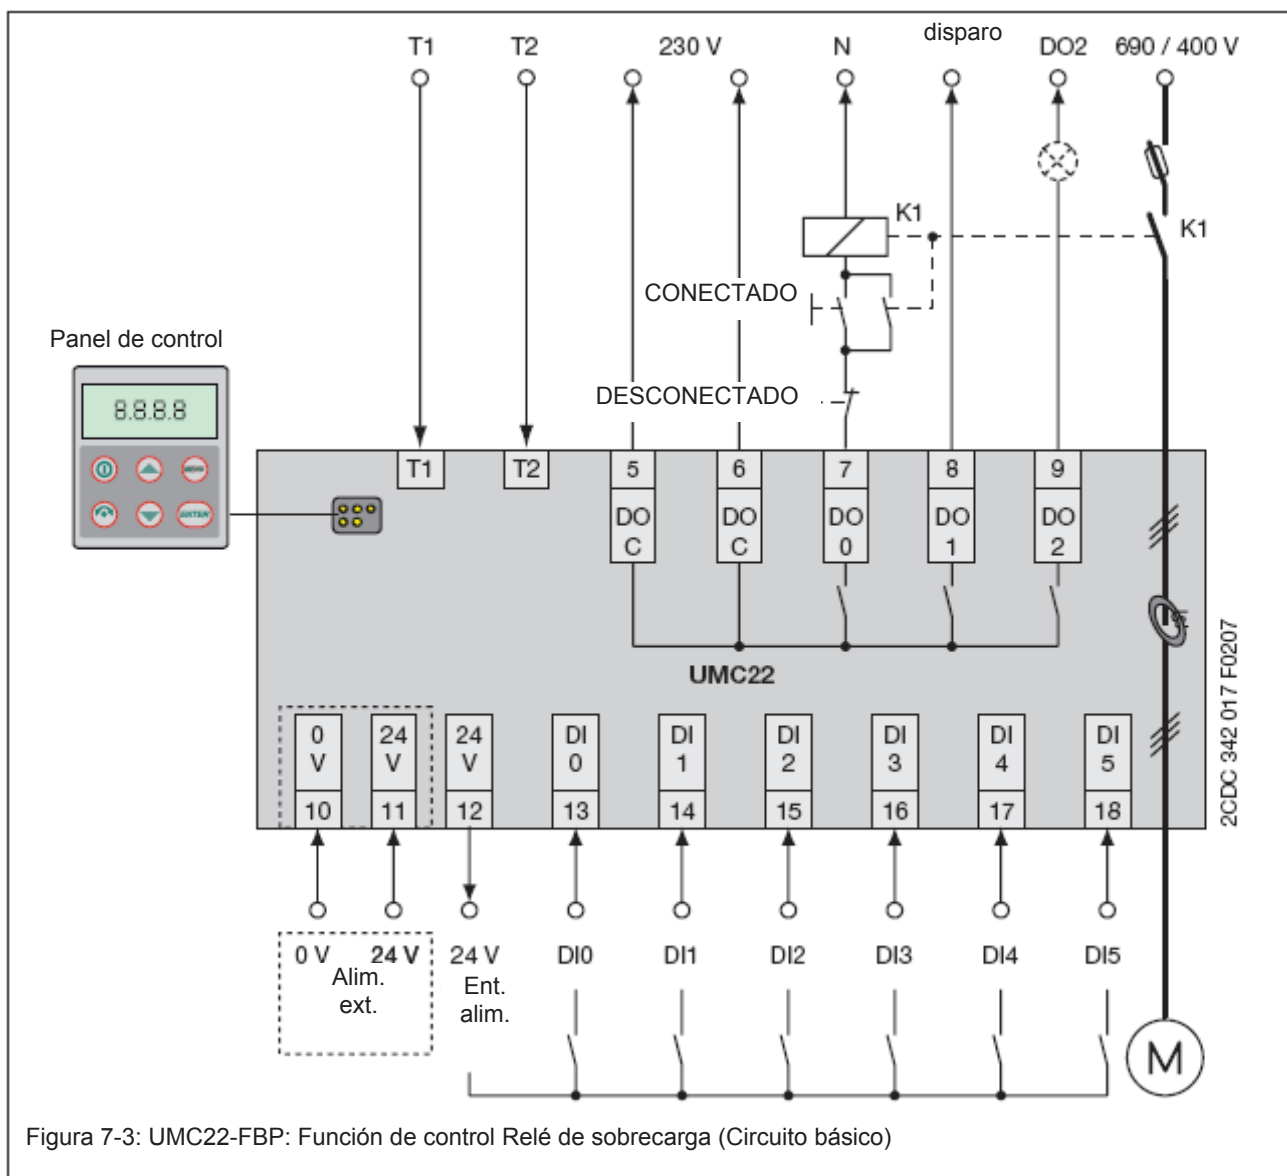 T1 T2 230 V N disparo DO2 690 / 400 V
K1
K1
CONECTADO
Panel de control
8.8.8.8
DESCONECTADO
MENU
ENTER
T1 T2 5 6 7 8 9
DO C DO C DO 0 DO 1 DO 2
UMC22
0 V 24 V 24 V DI 0 DI 1 DI 2 DI 3 DI 4 DI 5
10 11 12 13 14 15 16 17 18
2CDC 342 017 F0207
0 V 24 V 24 V DI0 DI1 DI2 DI3 DI4 DI5
Alim. ext.
Ent. alim.
M
Figura 7-3: UMC22-FBP: Función de control Relé de sobrecarga (Circuito básico)